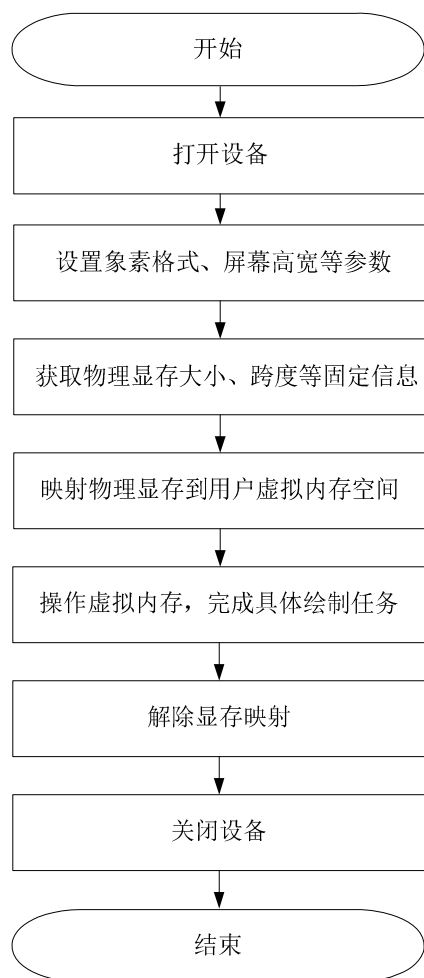 开始
打开设备
设置象素格式、屏幕高宽等参数
获取物理显存大小、跨度等固定信息
映射物理显存到用户虚拟内存空间
操作虚拟内存，完成具体绘制任务
解除显存映射
关闭设备
结束